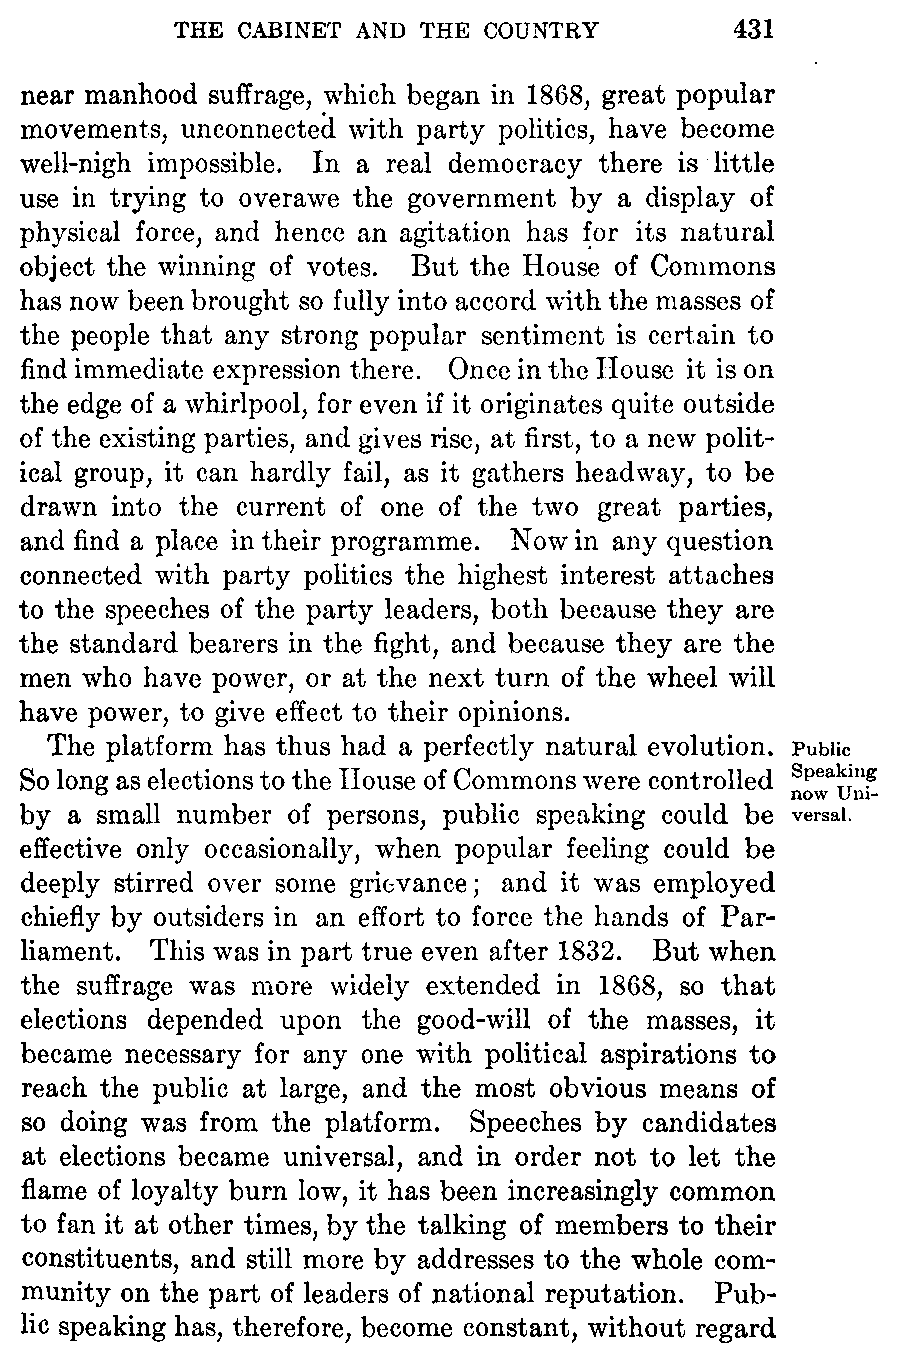 THE CABINET AND THE COUNTRY 431
near manhood suffrage, which began in 1868, great popular
movements, unconnected with party politics, have become
well-nigh impossible. In a real democracy there is little
use in trying to overawe the government by a display of
physical force, and hence an agitation has for its natural
object the winning of votes. But the House of Commons
has now been brought so fully into accord with the masses of
the people that any strong popular sentiment is certain to
find immediate expression there. Once in the House it is on
the edge of a whirlpool, for even if it originates quite outside
of the existing parties, and gives rise, at first, to a new polit-
ical group, it can hardly fail, as it gathers headway, to be
drawn into the current of one of the two great parties,
and find a place in their programme. Now in any question
connected with party politics the highest interest attaches
to the speeches of the party leaders, both because they are
the standard bearers in the fight, and because they are the
men who have power, or at the next turn of the wheel will
have power, to give effect to their opinions.
The platform has thus had a perfectly natural evolution.
So long as elections to the House of Commons were controlled
by a small number of persons, public speaking could be
effective only occasionally, when popular feeling could be
deeply stirred over some grievance; and it was employed
chiefly by outsiders in an effort to force the hands of Par-
liament. This was in part true even after 1832. But when
the suffrage was more widely extended in 1868, so that
elections depended upon the good-will of the masses, it
became necessary for any one with political aspirations to
reach the public at large, and the most obvious means of
so doing was from the platform. Speeches by candidates
at elections became universal, and in order not to let the
flame of loyalty burn low, it has been increasingly common
to fan it at other times, by the talking of members to their
constituents, and still more by addresses to the whole com-
munity on the part of leaders of national reputation. Pub-
lic speaking has, therefore, become constant, without regard
Public
Speaking
now Uni-
versal.